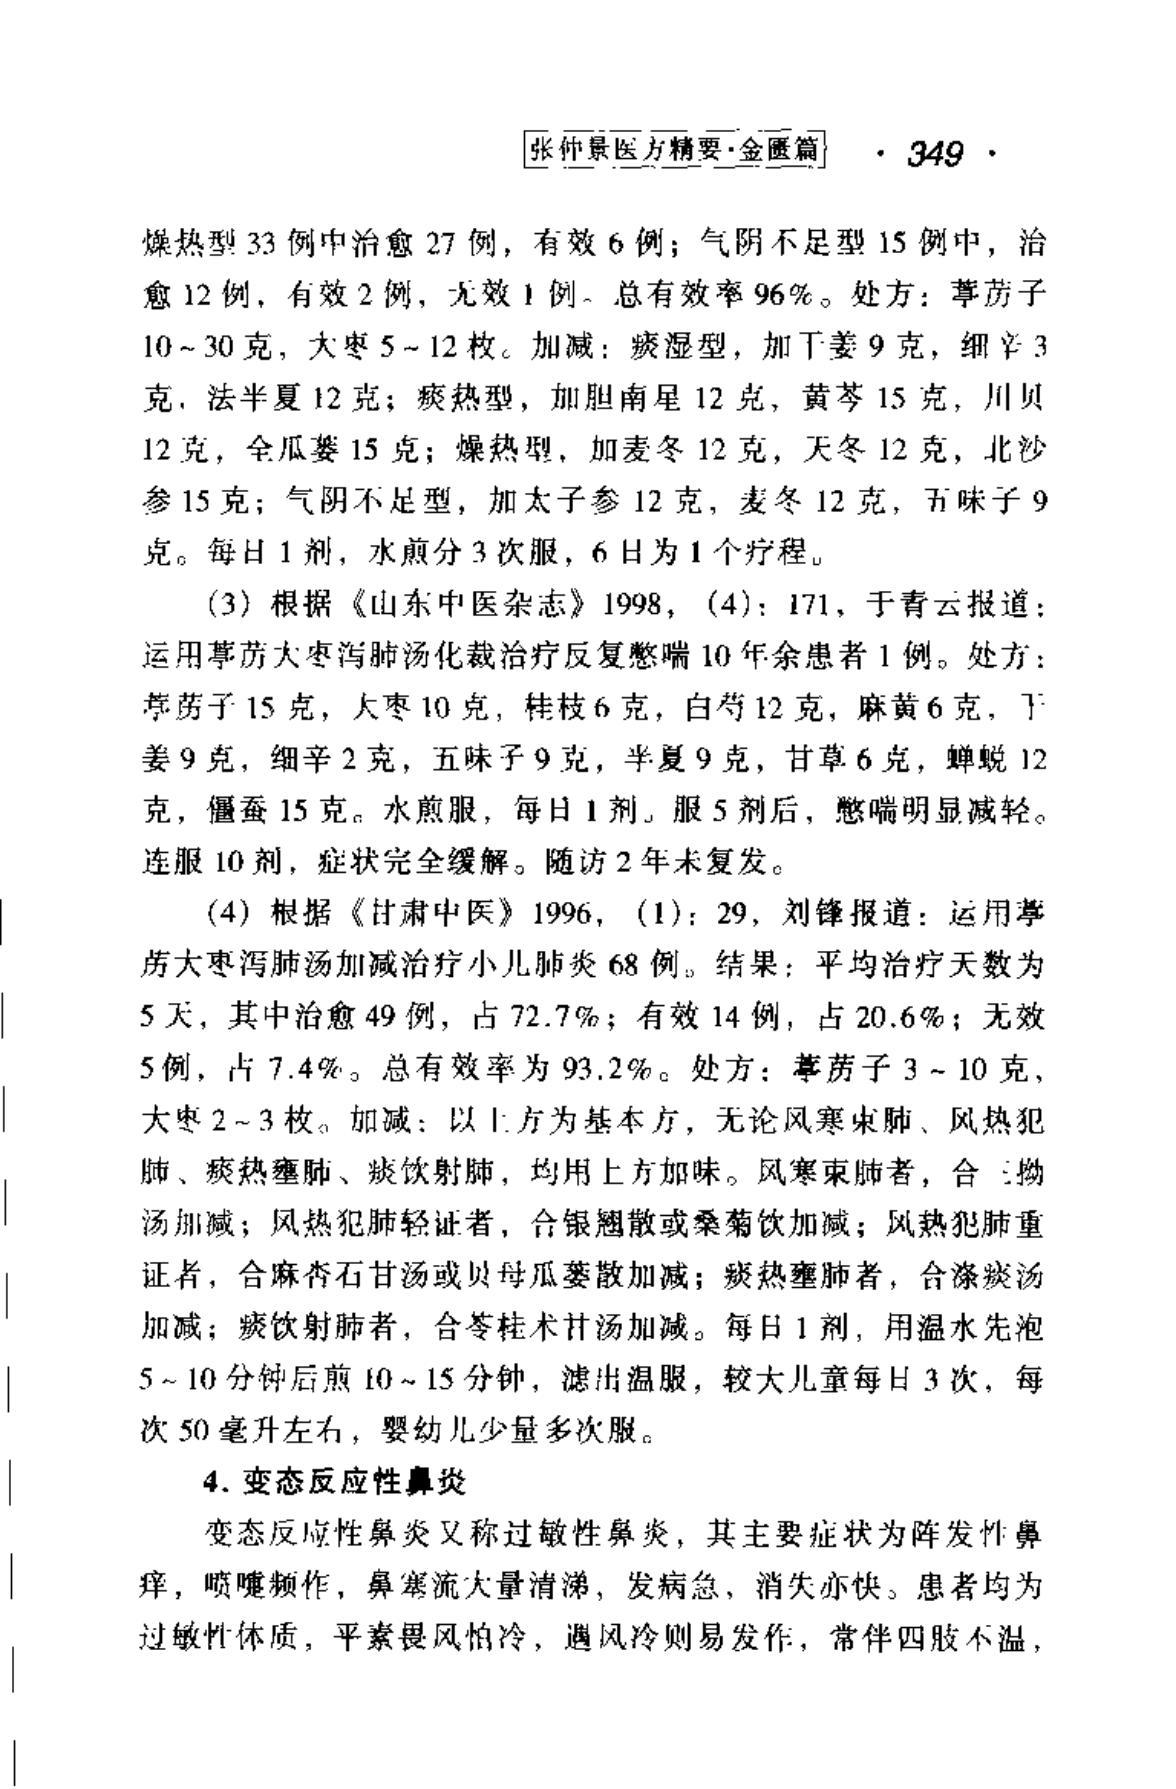 张仲景医方精要·金匮篇 · 349 ·
燥热型 33 例中治愈 27 例，有效 6 例；气阴不足型 15 例中，治
愈 12 例，有效 2 例，无效 1 例。总有效率 96%。处方：葶苈子
10～30 克，大枣 5～12 枚。加减：痰湿型，加干姜 9 克，细辛 3
克，法半夏 12 克；痰热型，加胆南星 12 克，黄芩 15 克，川贝
12 克，全瓜蒌 15 克；燥热型，加麦冬 12 克，天冬 12 克，北沙
参 15 克；气阴不足型，加太子参 12 克，麦冬 12 克，五味子 9
克。每日 1 剂，水煎分 3 次服，6 日为 1 个疗程。
（3）根据《山东中医杂志》1998，（4）：171，于青云报道：
运用葶苈大枣泻肺汤化裁治疗反复憋喘 10 年余患者 1 例。处方：
葶苈子 15 克，大枣 10 克，桂枝 6 克，白芍 12 克，麻黄 6 克，干
姜 9 克，细辛 2 克，五味子 9 克，半夏 9 克，甘草 6 克，蝉蜕 12
克，僵蚕 15 克。水煎服，每日 1 剂。服 5 剂后，憋喘明显减轻。
连服 10 剂，症状完全缓解。随访 2 年未复发。
（4）根据《甘肃中医》1996，（1）：29，刘锋报道：运用葶
苈大枣泻肺汤加减治疗小儿肺炎 68 例。结果：平均治疗天数为
5 天，其中治愈 49 例，占 72.7%；有效 14 例，占 20.6%；无效
5 例，占 7.4%。总有效率为 93.2%。处方：葶苈子 3～10 克，
大枣 2～3 枚。加减：以上方为基本方，无论风寒束肺、风热犯
肺、痰热壅肺、痰饮射肺，均用上方加味。风寒束肺者，合三拗
汤加减；风热犯肺轻证者，合银翘散或桑菊饮加减；风热犯肺重
证者，合麻杏石甘汤或贝母瓜蒌散加减；痰热壅肺者，合涤痰汤
加减；痰饮射肺者，合苓桂术甘汤加减。每日 1 剂，用温水先泡
5～10 分钟后煎 10～15 分钟，滤出温服，较大儿童每日 3 次，每
次 50 毫升左右，婴幼儿少量多次服。
4. 变态反应性鼻炎
变态反应性鼻炎又称过敏性鼻炎，其主要症状为阵发性鼻
痒，喷嚏频作，鼻塞流大量清涕，发病急，消失亦快。患者均为
过敏性体质，平素畏风怕冷，遇风冷则易发作，常伴四肢不温，